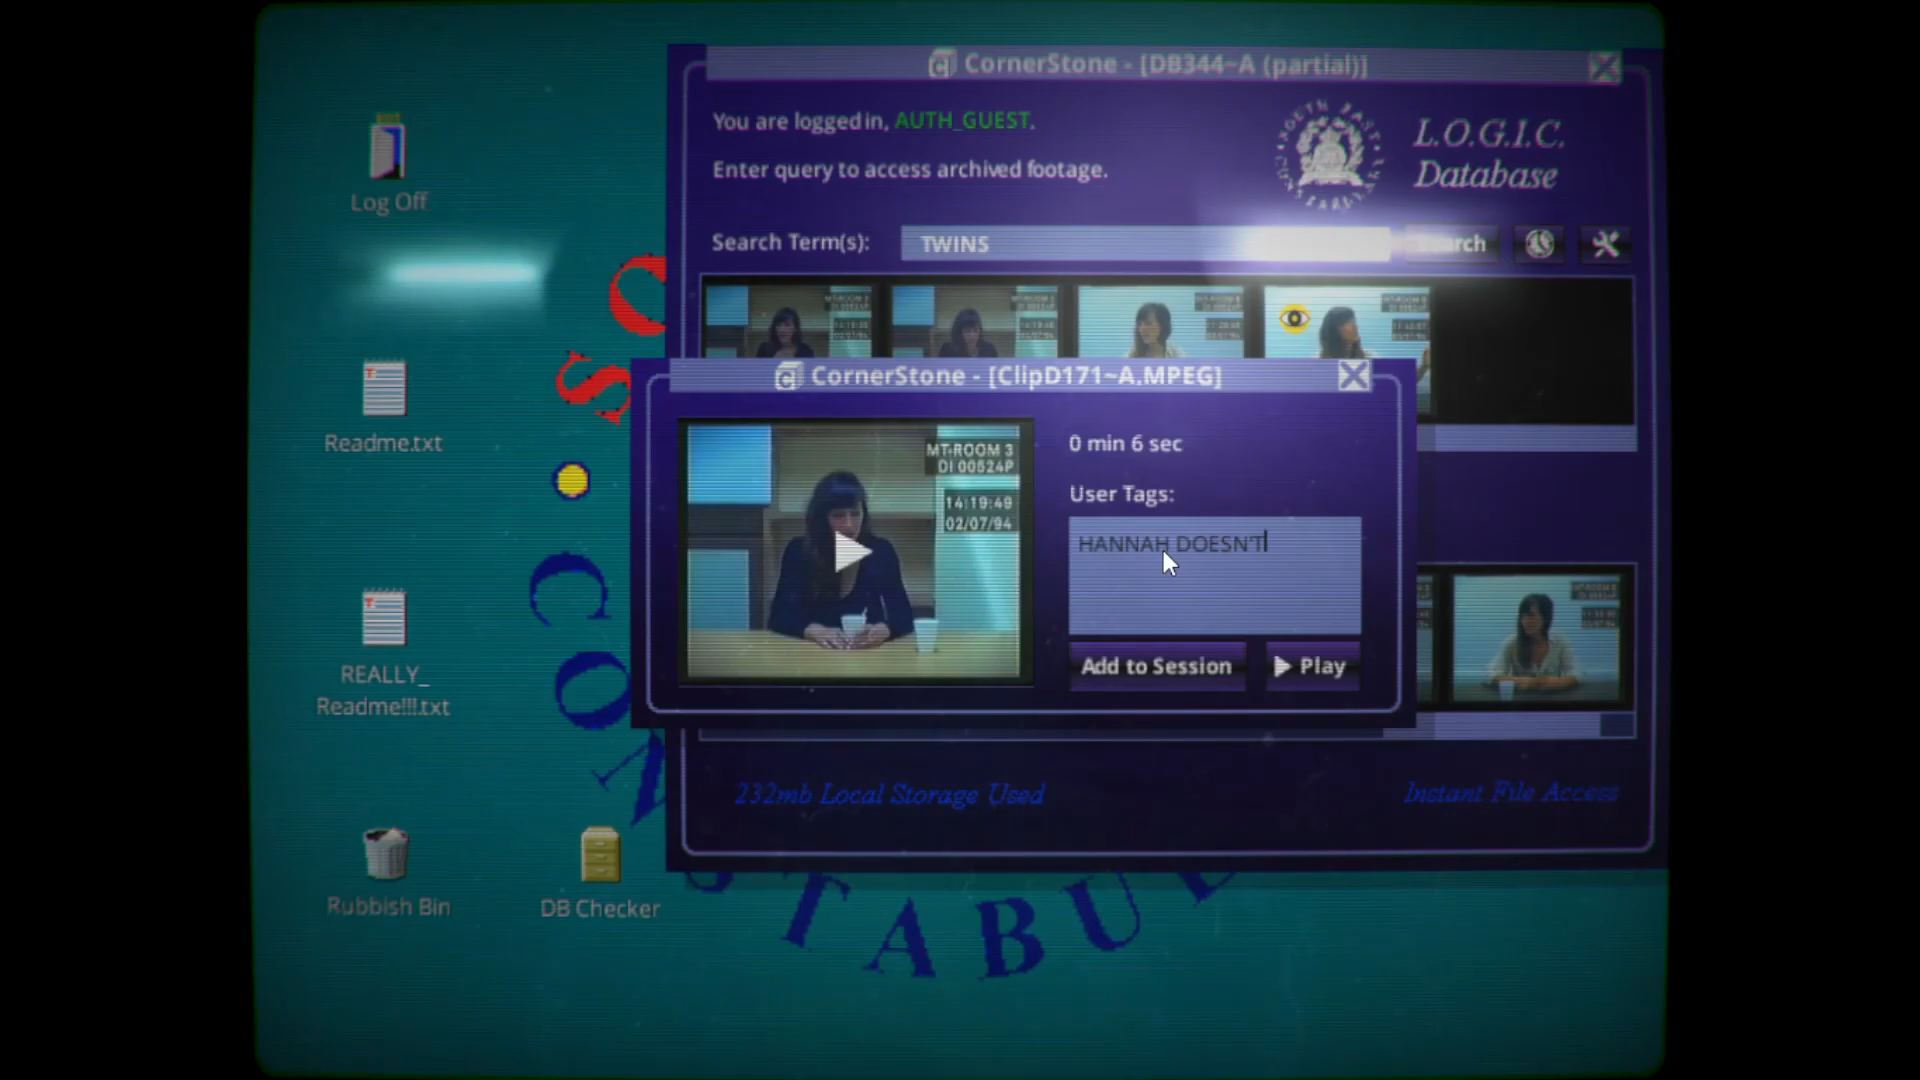 CornerStone - [DB344~A (partial)]
You are logged in, AUTH_GUEST.
Enter query to access archived footage.
L.O.G.I.C.
Database
Search Term(s):
TWINS
Log Off
Readme.txt
REALLY_
Readme!!!.txt
Rubbish Bin
DB Checker
CornerStone - [ClipD171~A.MPEG]
MT-ROOM 3
DI 00524P
14:19:49
02/07/94
0 min 6 sec
User Tags:
HANNAH DOESN'T
Add to Session
Play
232mb Local Storage Used
Instant File Access